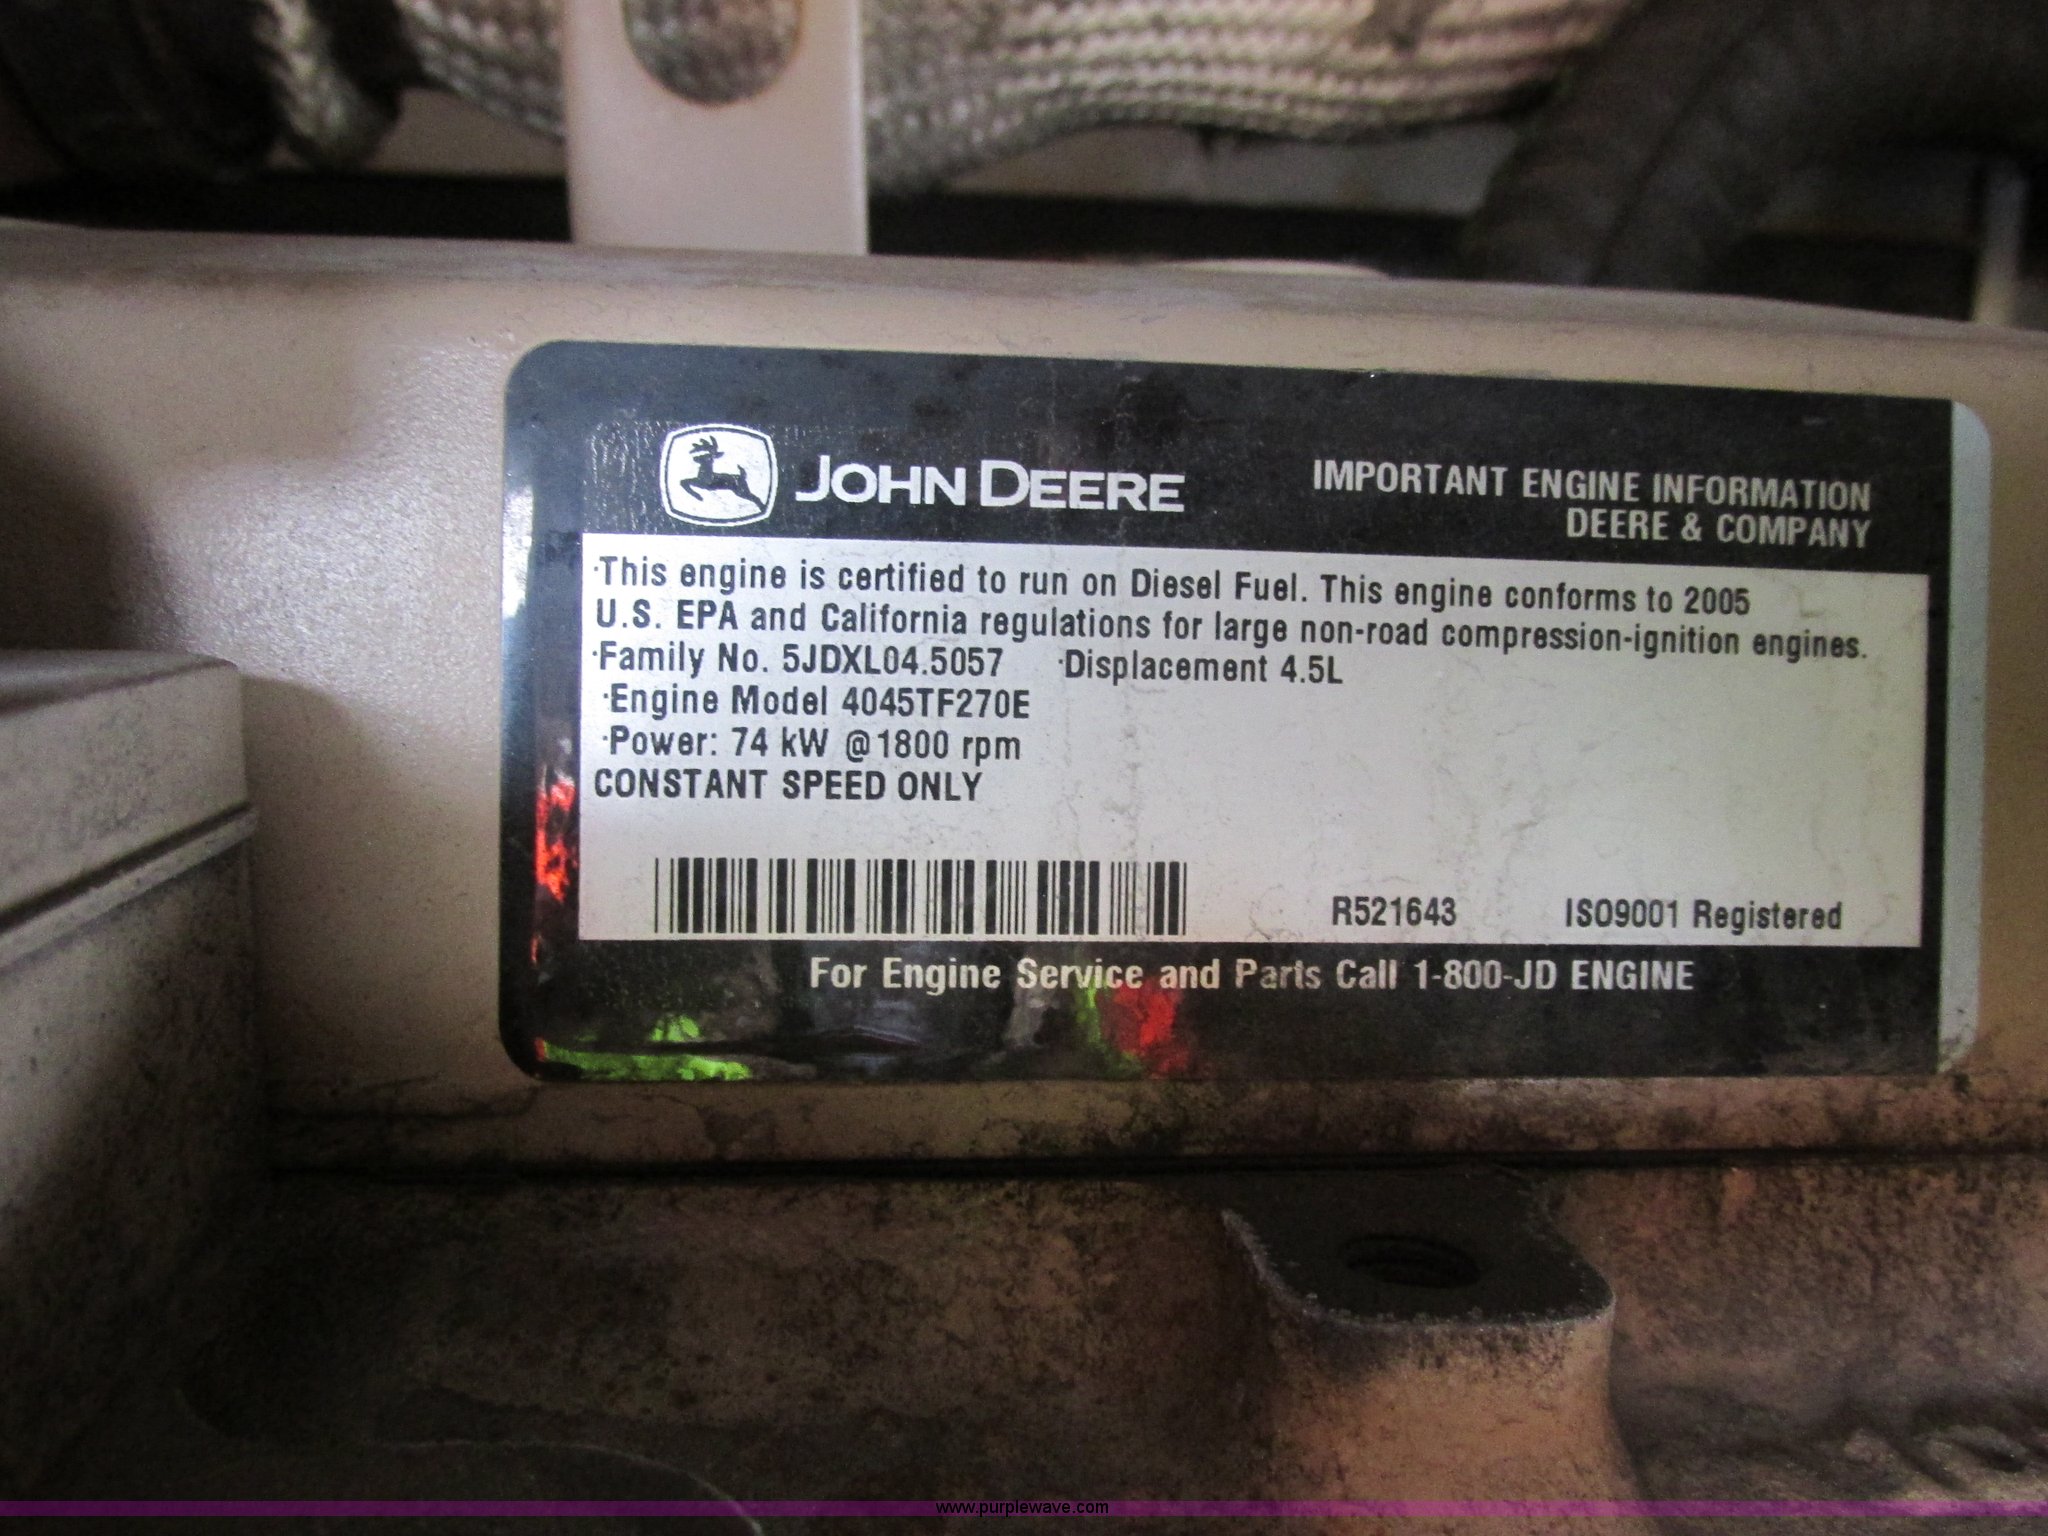 JOHN DEERE
IMPORTANT ENGINE INFORMATION
DEERE & COMPANY
·This engine is certified to run on Diesel Fuel. This engine conforms to 2005
U.S. EPA and California regulations for large non-road compression-ignition engines.
·Family No. 5JDXL04.5057 ·Displacement 4.5L
·Engine Model 4045TF270E
·Power: 74 kW @1800 rpm
CONSTANT SPEED ONLY
R521643 ISO9001 Registered
For Engine Service and Parts Call 1-800-JD ENGINE
www.purplewave.com